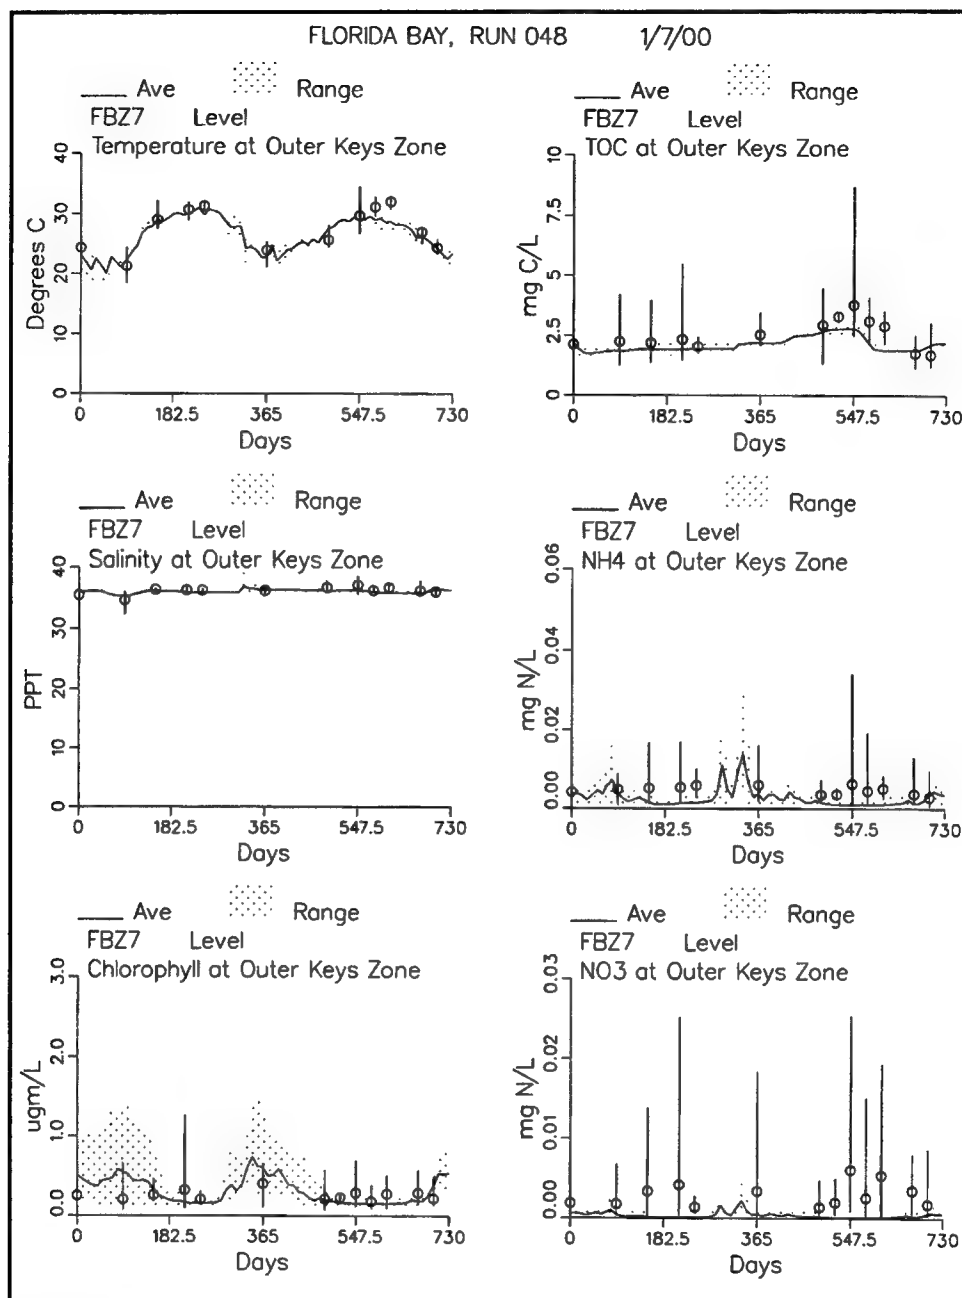 FLORIDA BAY, RUN 048 1/7/00
Ave Range
FBZ7 Level
Temperature at Outer Keys Zone
40
30
20
10
0
Degrees C
0 182.5 365 547.5 730
Days
Ave Range
FBZ7 Level
TOC at Outer Keys Zone
10
7.5
5
2.5
0
mg C/L
0 182.5 365 547.5 730
Days
Ave Range
FBZ7 Level
Salinity at Outer Keys Zone
40
30
20
10
0
PPT
0 182.5 365 547.5 730
Days
Ave Range
FBZ7 Level
NH4 at Outer Keys Zone
0.06
0.04
0.02
0.00
mg N/L
0 182.5 365 547.5 730
Days
Ave Range
FBZ7 Level
Chlorophyll at Outer Keys Zone
3.0
2.0
1.0
0.0
ugm/L
0 182.5 365 547.5 730
Days
Ave Range
FBZ7 Level
NO3 at Outer Keys Zone
0.03
0.02
0.01
0.00
mg N/L
0 182.5 365 547.5 730
Days